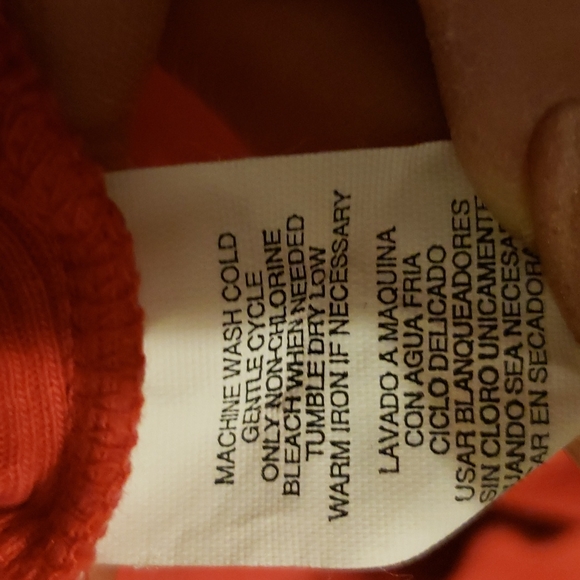 MACHINE WASH COLD
GENTLE CYCLE
ONLY NON-CHLORINE
BLEACH WHEN NEEDED
TUMBLE DRY LOW
WARM IRON IF NECESSARY
LAVADO A MAQUINA
CON AGUA FRIA
CICLO DELICADO
USAR BLANQUEADORES
SIN CLORO UNICAMENTE
SEA
EN